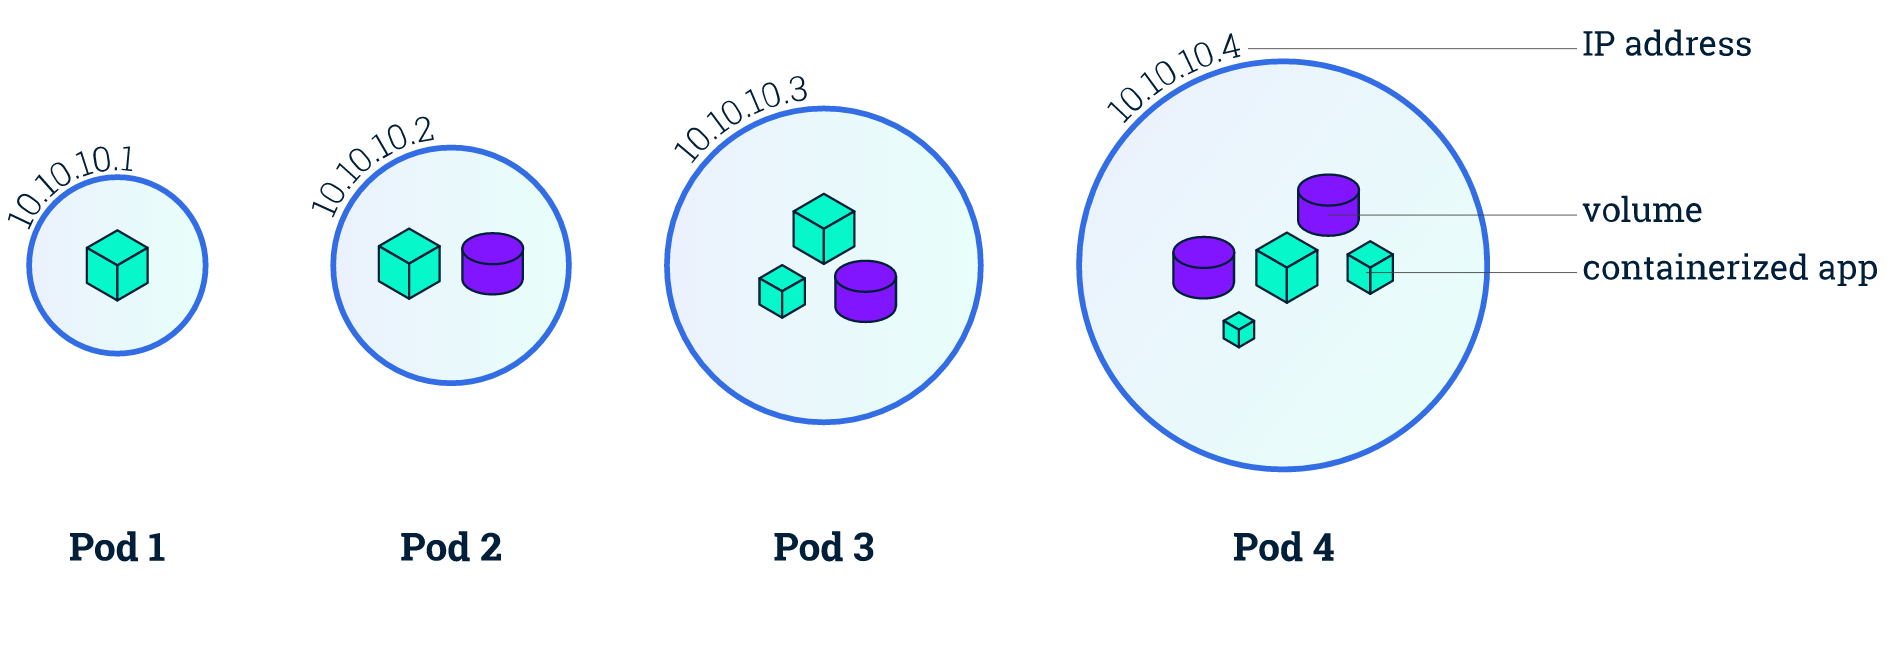 10.10.10.1
10.10.10.2
10.10.10.3
10.10.10.4
IP address
volume
containerized app
Pod 1
Pod 2
Pod 3
Pod 4